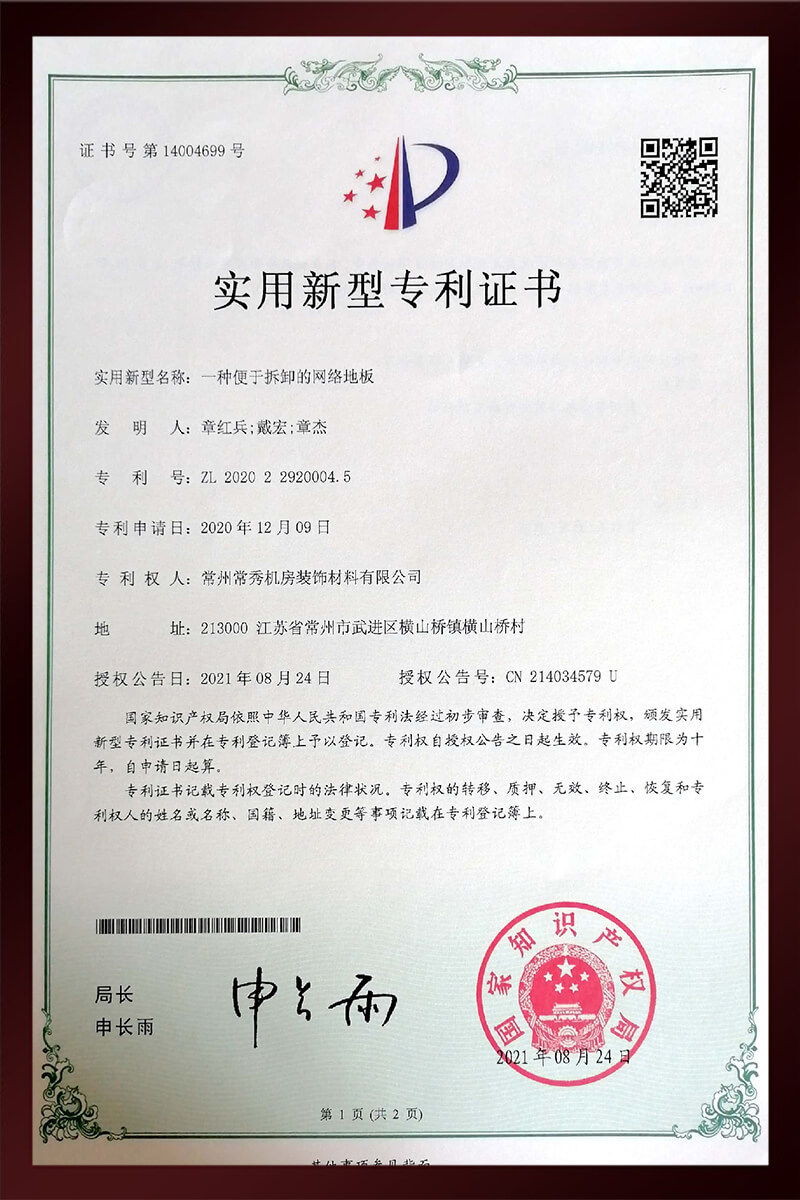 证书号第14004699号
实用新型专利证书
实用新型名称：一种便于拆卸的网络地板
发明人：章红兵;戴宏;章杰
专利号：ZL 2020 2 2920004.5
专利申请日：2020年12月09日
专利权人：常州常秀机房装饰材料有限公司
地址：213000 江苏省常州市武进区横山桥镇横山桥村
授权公告日：2021年08月24日 授权公告号：CN 214034579 U
国家知识产权局依照中华人民共和国专利法经过初步审查，决定授予专利权，颁发实用
新型专利证书并在专利登记簿上予以登记。专利权自授权公告之日起生效。专利权期限为十
年，自申请日起算。
专利证书记载专利权登记时的法律状况。专利权的转移、质押、无效、终止、恢复和专
利权人的姓名或名称、国籍、地址变更等事项记载在专利登记簿上。
局长
申长雨
申长雨
国家知识产权局
2021年08月24日
第 1 页 (共 2 页)
其他事项参见背面